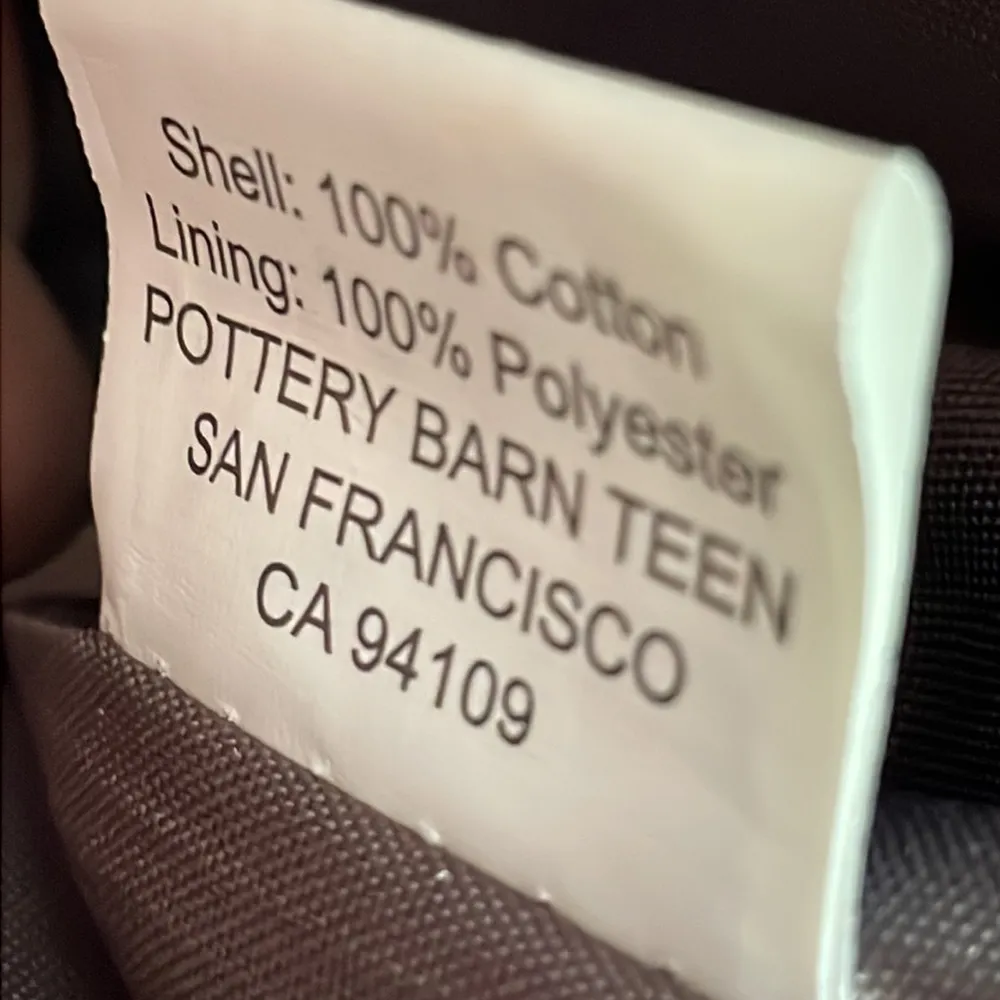 Shell: 100% Cotton
Lining: 100% Polyester
POTTERY BARN TEEN
SAN FRANCISCO
CA 94109